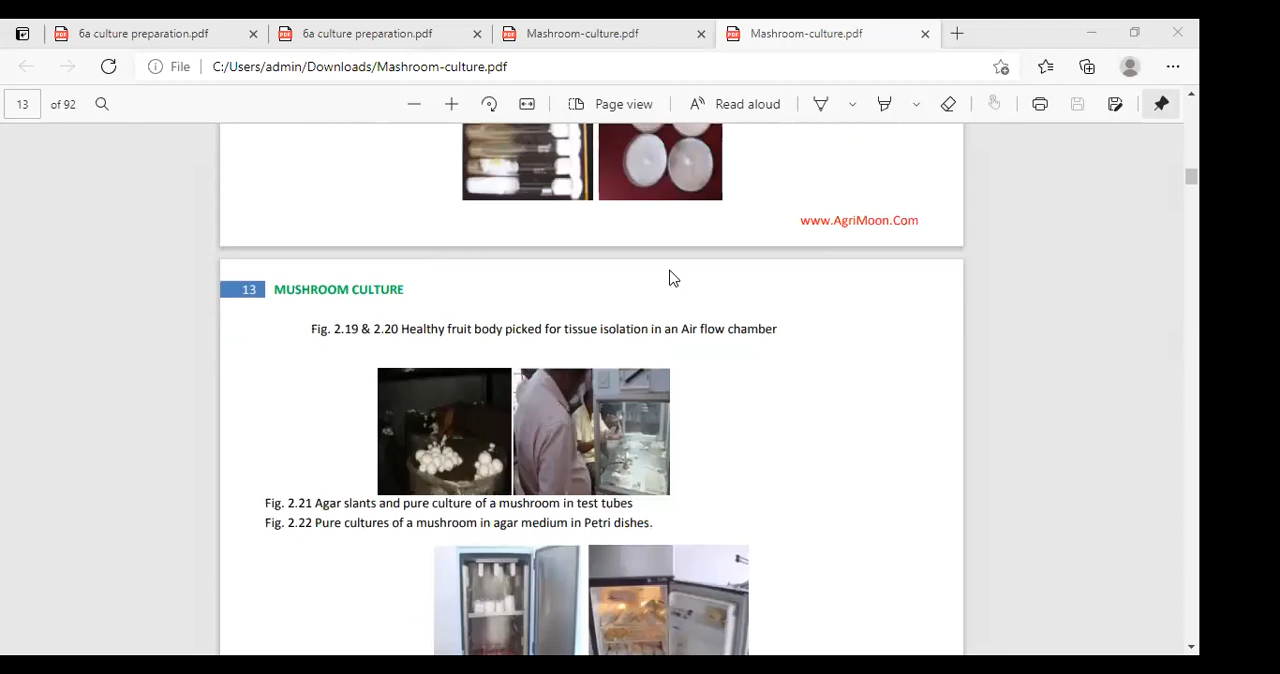 6a culture preparation.pdf
6a culture preparation.pdf
Mashroom-culture.pdf
Mashroom-culture.pdf
File
C:/Users/admin/Downloads/Mashroom-culture.pdf
13 of 92
Page view
Read aloud
www.AgriMoon.Com
13 MUSHROOM CULTURE
Fig. 2.19 & 2.20 Healthy fruit body picked for tissue isolation in an Air flow chamber
Fig. 2.21 Agar slants and pure culture of a mushroom in test tubes
Fig. 2.22 Pure cultures of a mushroom in agar medium in Petri dishes.